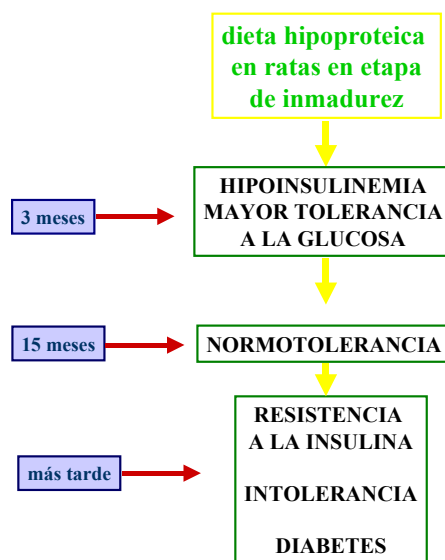 dieta hipoproteica
en ratas en etapa
de inmadurez
3 meses
HIPOINSULINEMIA
MAYOR TOLERANCIA
A LA GLUCOSA
15 meses
NORMOTOLERANCIA
más tarde
RESISTENCIA
A LA INSULINA
INTOLERANCIA
DIABETES